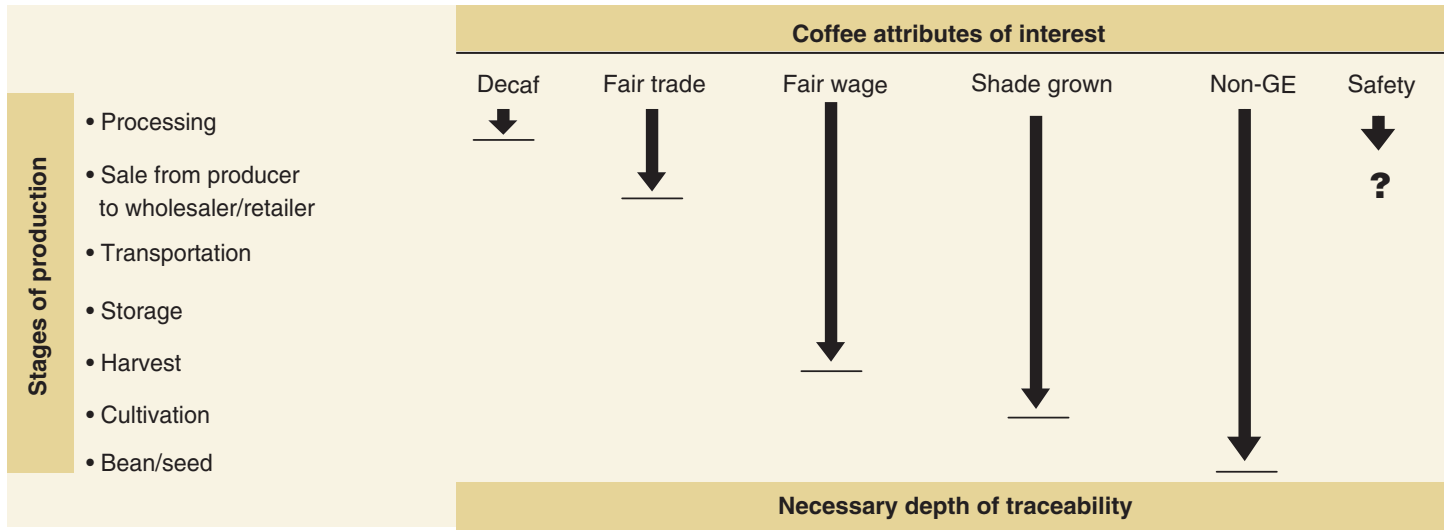 Coffee attributes of interest
Decaf Fair trade Fair wage Shade grown Non-GE Safety
Stages of production
• Processing
• Sale from producer
to wholesaler/retailer
• Transportation
• Storage
• Harvest
• Cultivation
• Bean/seed
?
Necessary depth of traceability